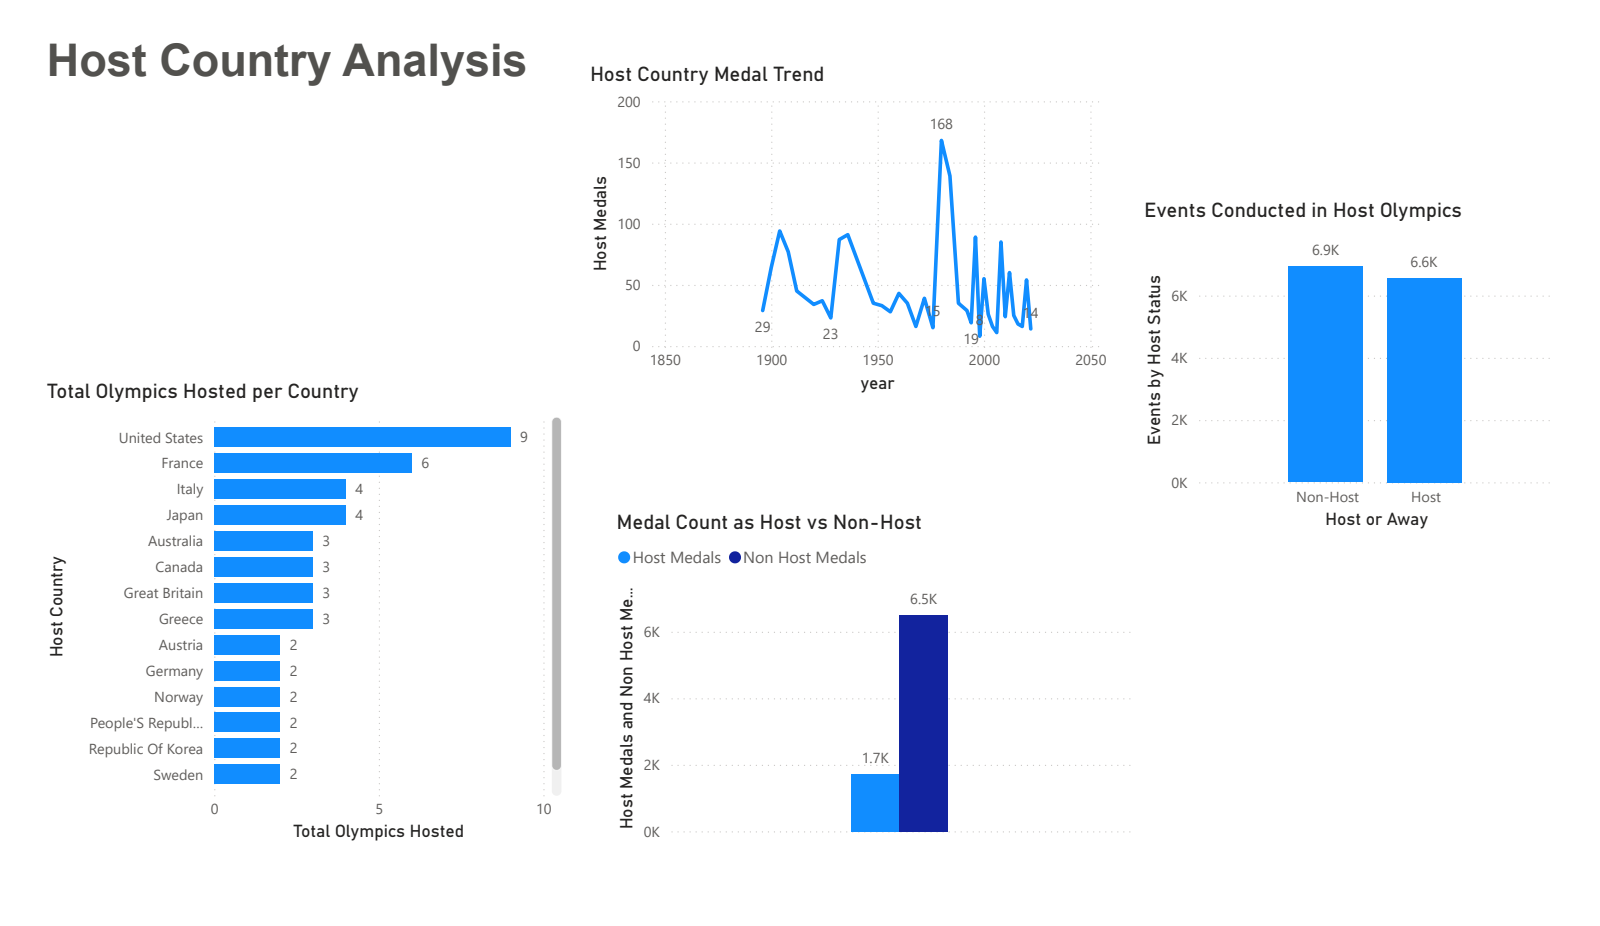 Host Country Analysis
Host Country Medal Trend
Host Medals
200
150
100
50
0
168
29
23
15
19
8
14
1850
1900
1950
2000
2050
year
Events Conducted in Host Olympics
Events by Host Status
6K
4K
2K
0K
6.9K
6.6K
Non-Host
Host
Host or Away
Total Olympics Hosted per Country
Host Country
United States 9
France 6
Italy 4
Japan 4
Australia 3
Canada 3
Great Britain 3
Greece 3
Austria 2
Germany 2
Norway 2
People'S Republ... 2
Republic Of Korea 2
Sweden 2
0
5
10
Total Olympics Hosted
Medal Count as Host vs Non-Host
Host Medals Non Host Medals
Host Medals and Non Host Me...
6K
4K
2K
0K
1.7K
6.5K